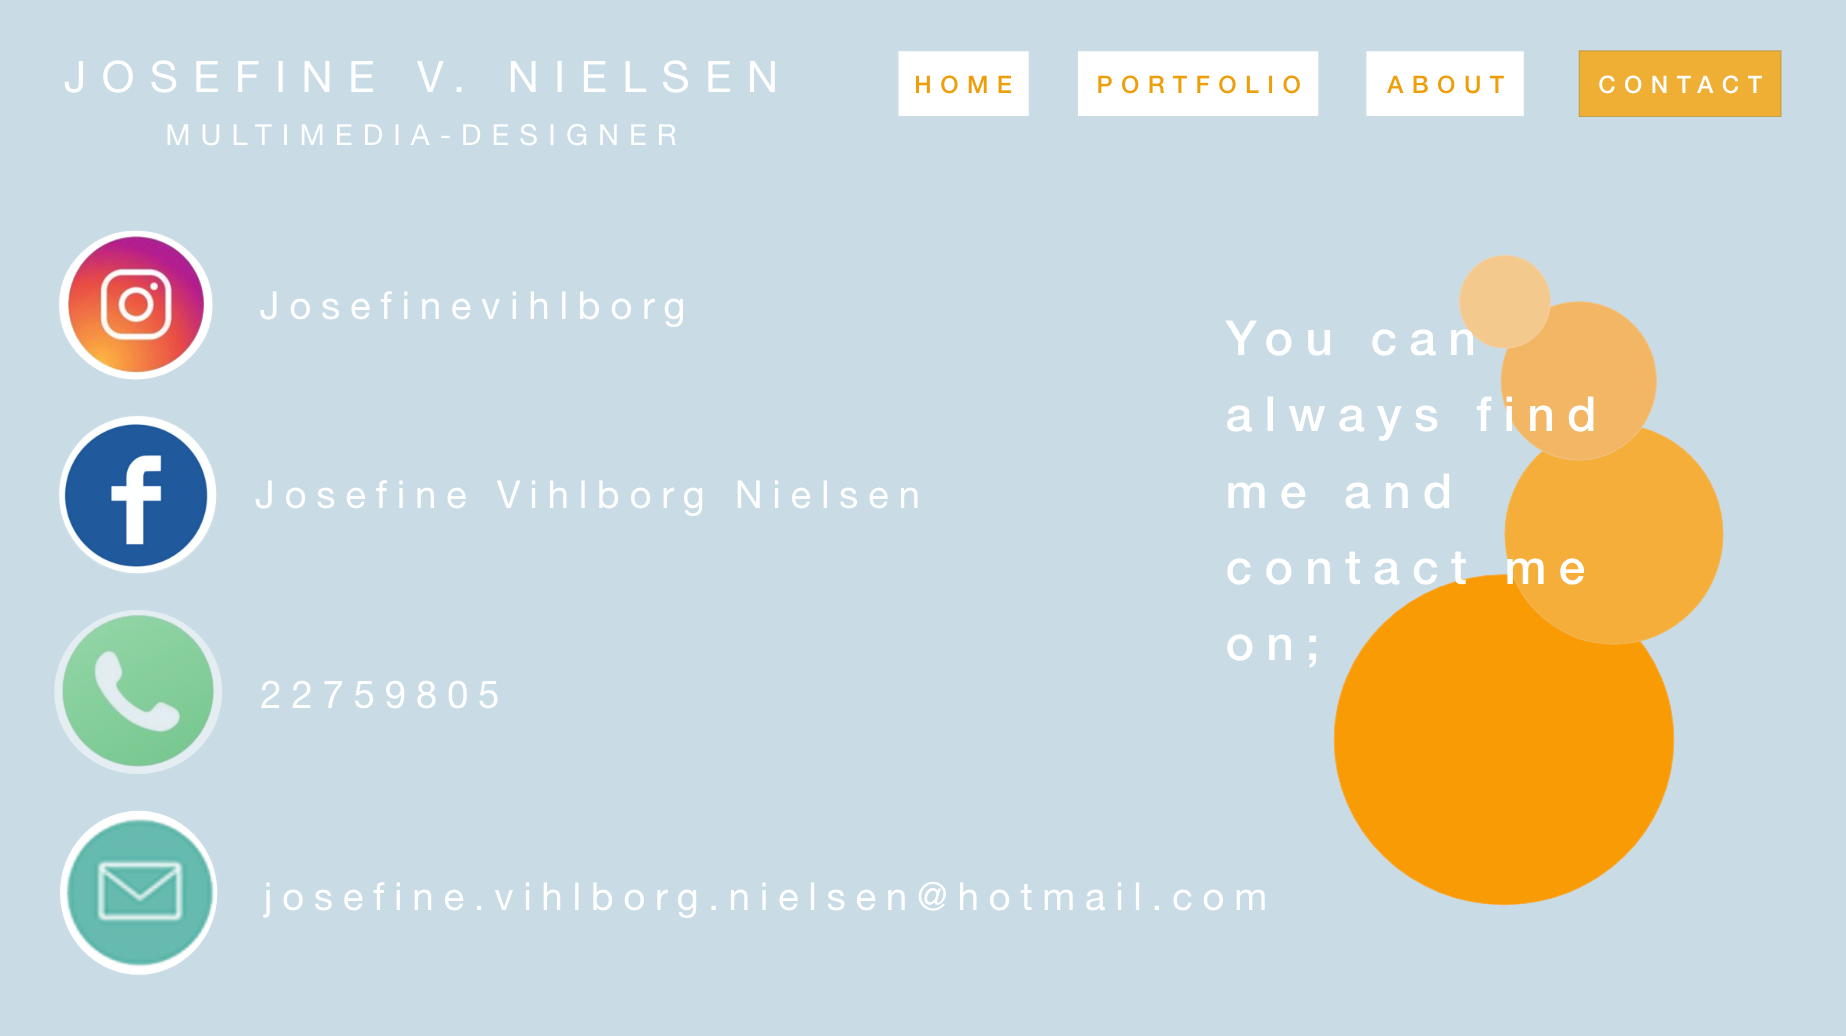 JOSEFINE V. NIELSEN
MULTIMEDIA-DESIGNER
HOME
PORTFOLIO
ABOUT
CONTACT
Josefinevihlborg
Josefine Vihlborg Nielsen
22759805
josefine.vihlborg.nielsen@hotmail.com
You can
always find
me and
contact me
on;